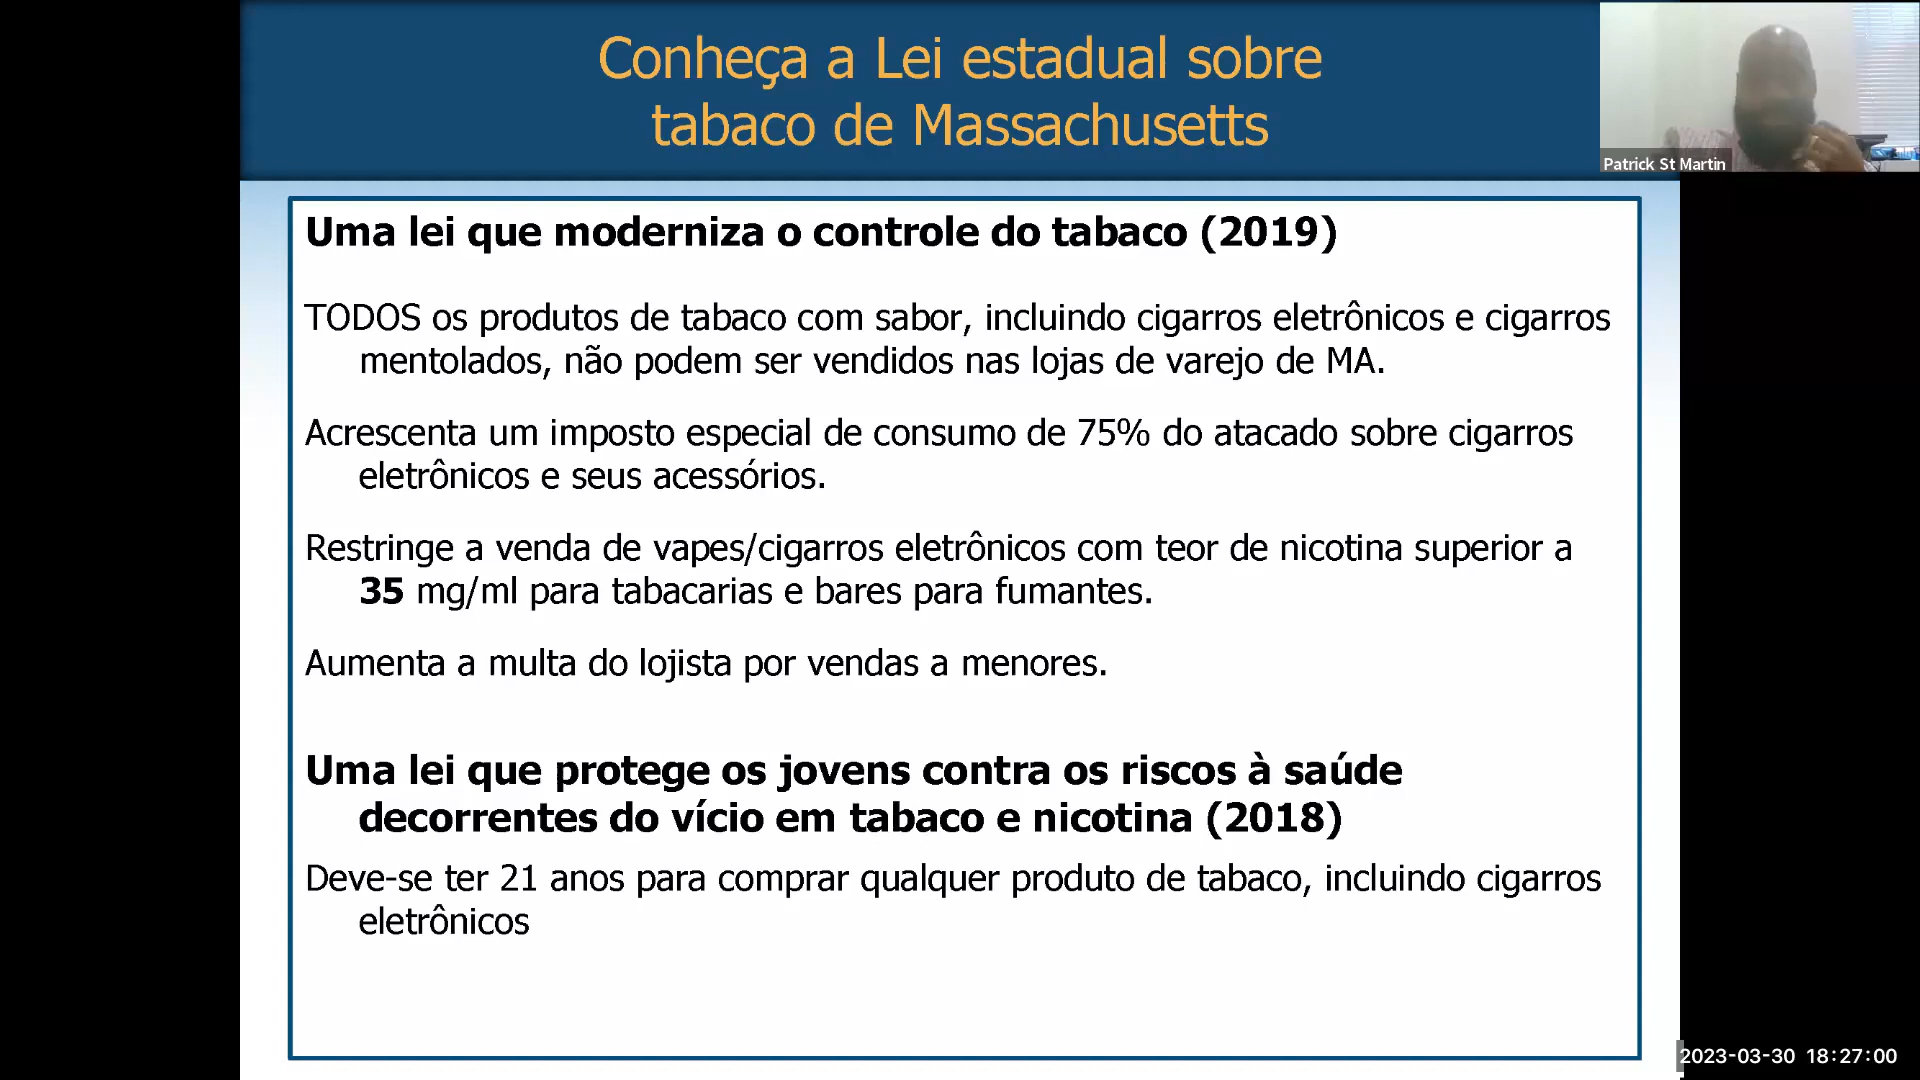 Conheça a Lei estadual sobre
tabaco de Massachusetts
Patrick St Martin
Uma lei que moderniza o controle do tabaco (2019)
TODOS os produtos de tabaco com sabor, incluindo cigarros eletrônicos e cigarros
mentolados, não podem ser vendidos nas lojas de varejo de MA.
Acrescenta um imposto especial de consumo de 75% do atacado sobre cigarros
eletrônicos e seus acessórios.
Restringe a venda de vapes/cigarros eletrônicos com teor de nicotina superior a
35 mg/ml para tabacarias e bares para fumantes.
Aumenta a multa do lojista por vendas a menores.
Uma lei que protege os jovens contra os riscos à saúde
decorrentes do vício em tabaco e nicotina (2018)
Deve-se ter 21 anos para comprar qualquer produto de tabaco, incluindo cigarros
eletrônicos
2023-03-30 18:27:00